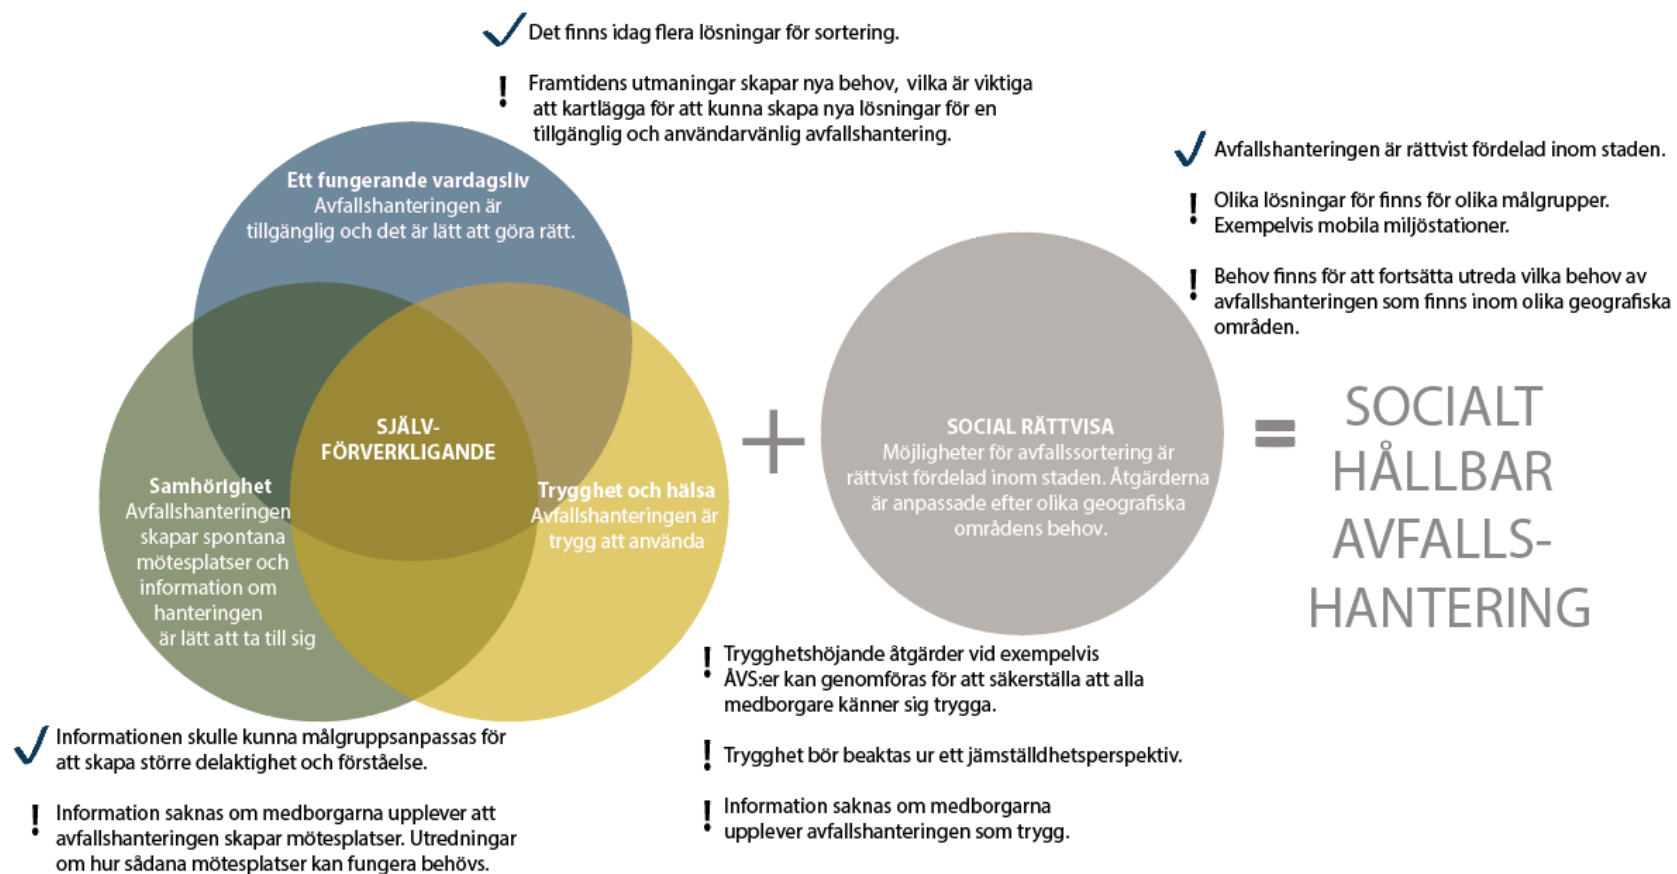 Det finns idag flera lösningar för sortering.
! Framtidens utmaningar skapar nya behov, vilka är viktiga
att kartlägga för att kunna skapa nya lösningar för en
tillgänglig och användarvänlig avfallshantering.
Ett fungerande vardagsliv
Avfallshanteringen är
tillgänglig och det är lätt att göra rätt.
SJÄLV-
FÖRVERKLIGANDE
Samhörighet
Avfallshanteringen
skapar spontana
mötesplatser och
information om
hanteringen
är lätt att ta till sig
Trygghet och hälsa
Avfallshanteringen är
trygg att använda
Informationen skulle kunna målgruppsanpassas för
att skapa större delaktighet och förståelse.
! Information saknas om medborgarna upplever att
avfallshanteringen skapar mötesplatser. Utredningar
om hur sådana mötesplatser kan fungera behövs.
! Trygghetshöjande åtgärder vid exempelvis
ÅVS:er kan genomföras för att säkerställa att alla
medborgare känner sig trygga.
! Trygghet bör beaktas ur ett jämställdhetsperspektiv.
! Information saknas om medborgarna
upplever avfallshanteringen som trygg.
+
SOCIAL RÄTTVISA
Möjligheter för avfallssortering är
rättvist fördelad inom staden. Åtgärderna
är anpassade efter olika geografiska
områdens behov.
Avfallshanteringen är rättvist fördelad inom staden.
! Olika lösningar för finns för olika målgrupper.
Exempelvis mobila miljöstationer.
! Behov finns för att fortsätta utreda vilka behov av
avfallshanteringen som finns inom olika geografiska
områden.
=
SOCIALT
HÅLLBAR
AVFALLS-
HANTERING